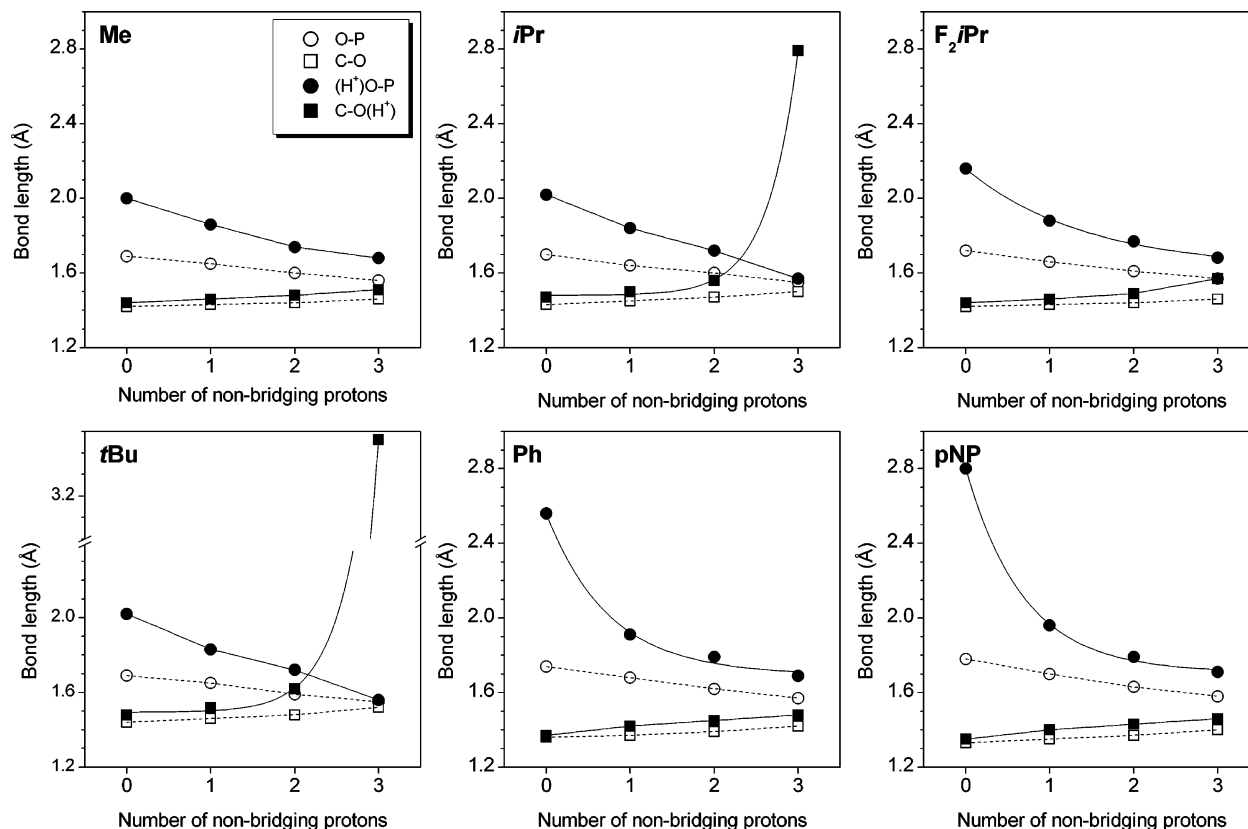 Me
O-P
C-O
(H⁺)O-P
C-O(H⁺)
Bond length (Å)
2.8
2.4
2.0
1.6
1.2
0 1 2 3
Number of non-bridging protons
iPr
Bond length (Å)
2.8
2.4
2.0
1.6
1.2
0 1 2 3
Number of non-bridging protons
F₂iPr
Bond length (Å)
2.8
2.4
2.0
1.6
1.2
0 1 2 3
Number of non-bridging protons
tBu
Bond length (Å)
3.2
2.0
1.6
1.2
0 1 2 3
Number of non-bridging protons
Ph
Bond length (Å)
2.8
2.4
2.0
1.6
1.2
0 1 2 3
Number of non-bridging protons
pNP
Bond length (Å)
2.8
2.4
2.0
1.6
1.2
0 1 2 3
Number of non-bridging protons